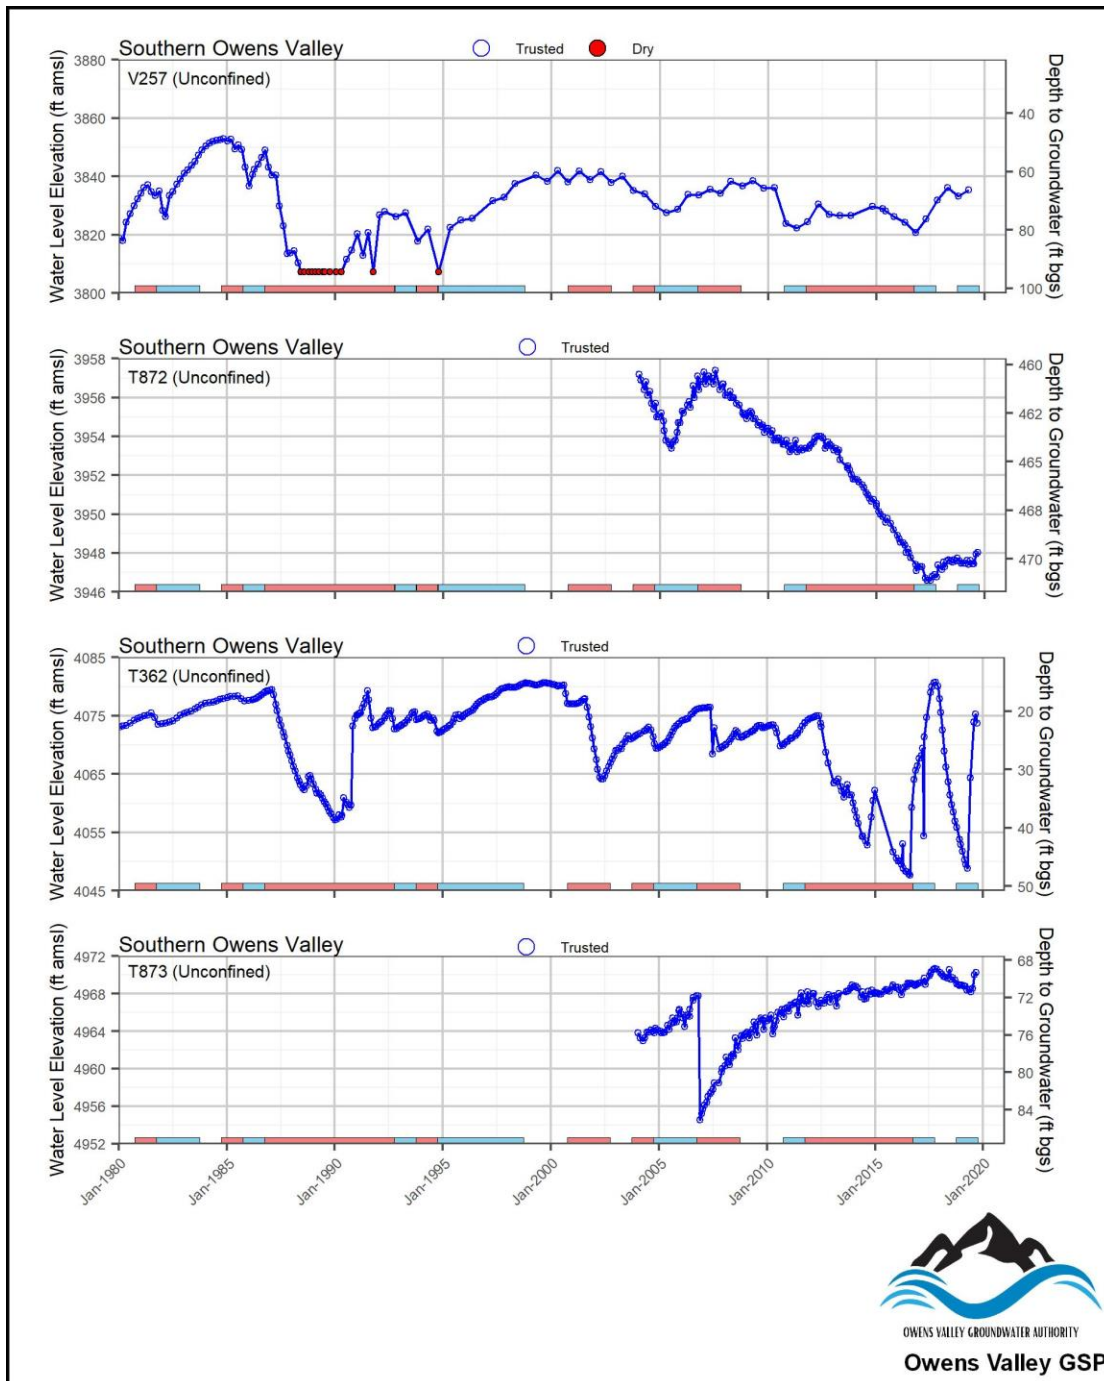 Southern Owens Valley
Trusted
Dry
V257 (Unconfined)
Water Level Elevation (ft amsl)
3880
3860
3840
3820
3800
Depth to Groundwater (ft bgs)
40
60
80
100
Southern Owens Valley
Trusted
T872 (Unconfined)
Water Level Elevation (ft amsl)
3958
3956
3954
3952
3950
3948
3946
Depth to Groundwater (ft bgs)
460
462
465
468
470
Southern Owens Valley
Trusted
T362 (Unconfined)
Water Level Elevation (ft amsl)
4085
4075
4065
4055
4045
Depth to Groundwater (ft bgs)
20
30
40
50
Southern Owens Valley
Trusted
T873 (Unconfined)
Water Level Elevation (ft amsl)
4972
4968
4964
4960
4956
4952
Depth to Groundwater (ft bgs)
68
72
76
80
84
Jan-1980
Jan-1985
Jan-1990
Jan-1995
Jan-2000
Jan-2005
Jan-2010
Jan-2015
Jan-2020
OWENS VALLEY GROUNDWATER AUTHORITY
Owens Valley GSP